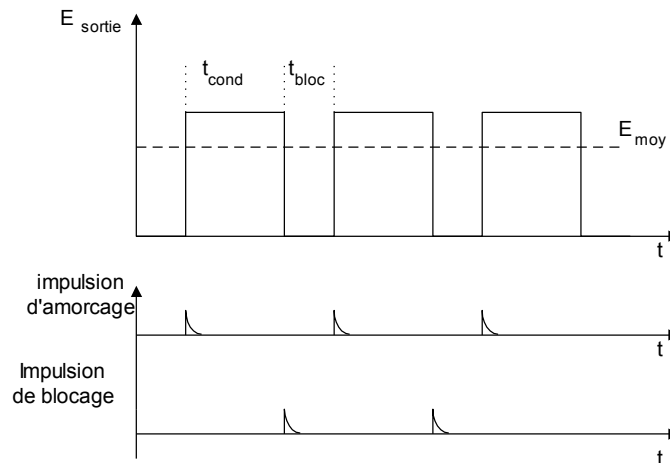 E sortie
t cond
t bloc
E moy
t
impulsion
d'amorcage
t
Impulsion
de blocage
t